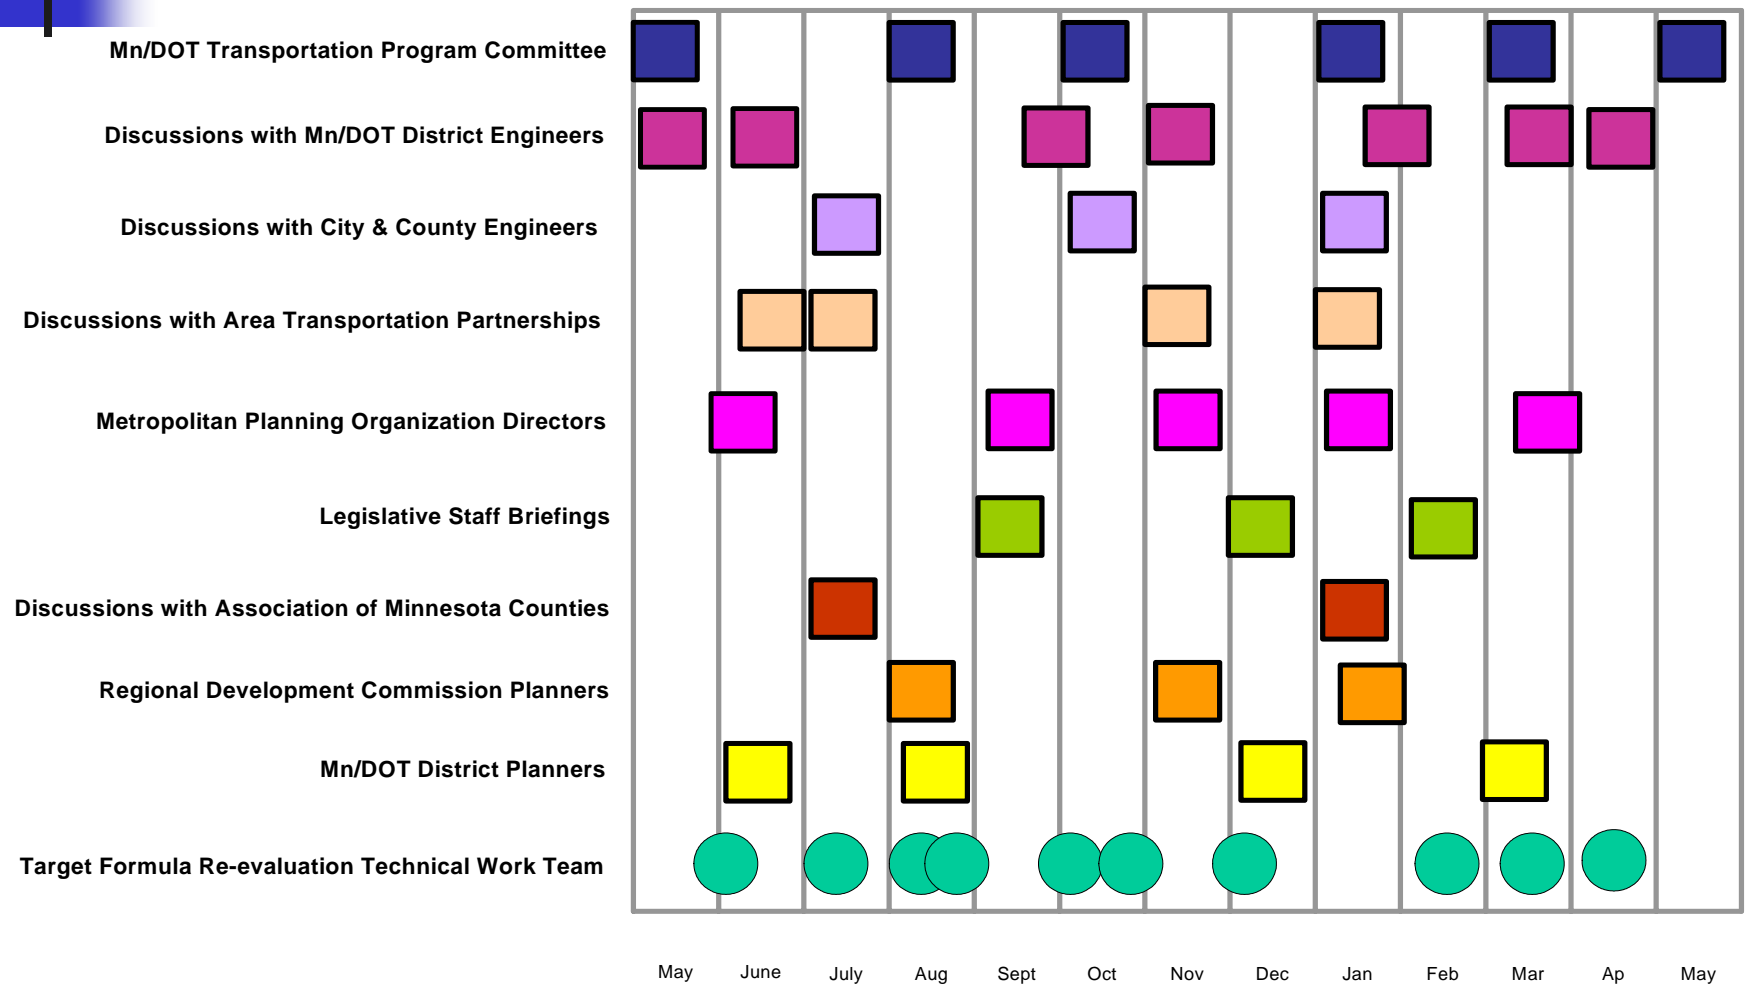 Mn/DOT Transportation Program Committee
Discussions with Mn/DOT District Engineers
Discussions with City & County Engineers
Discussions with Area Transportation Partnerships
Metropolitan Planning Organization Directors
Legislative Staff Briefings
Discussions with Association of Minnesota Counties
Regional Development Commission Planners
Mn/DOT District Planners
Target Formula Re-evaluation Technical Work Team
May June July Aug Sept Oct Nov Dec Jan Feb Mar Ap May